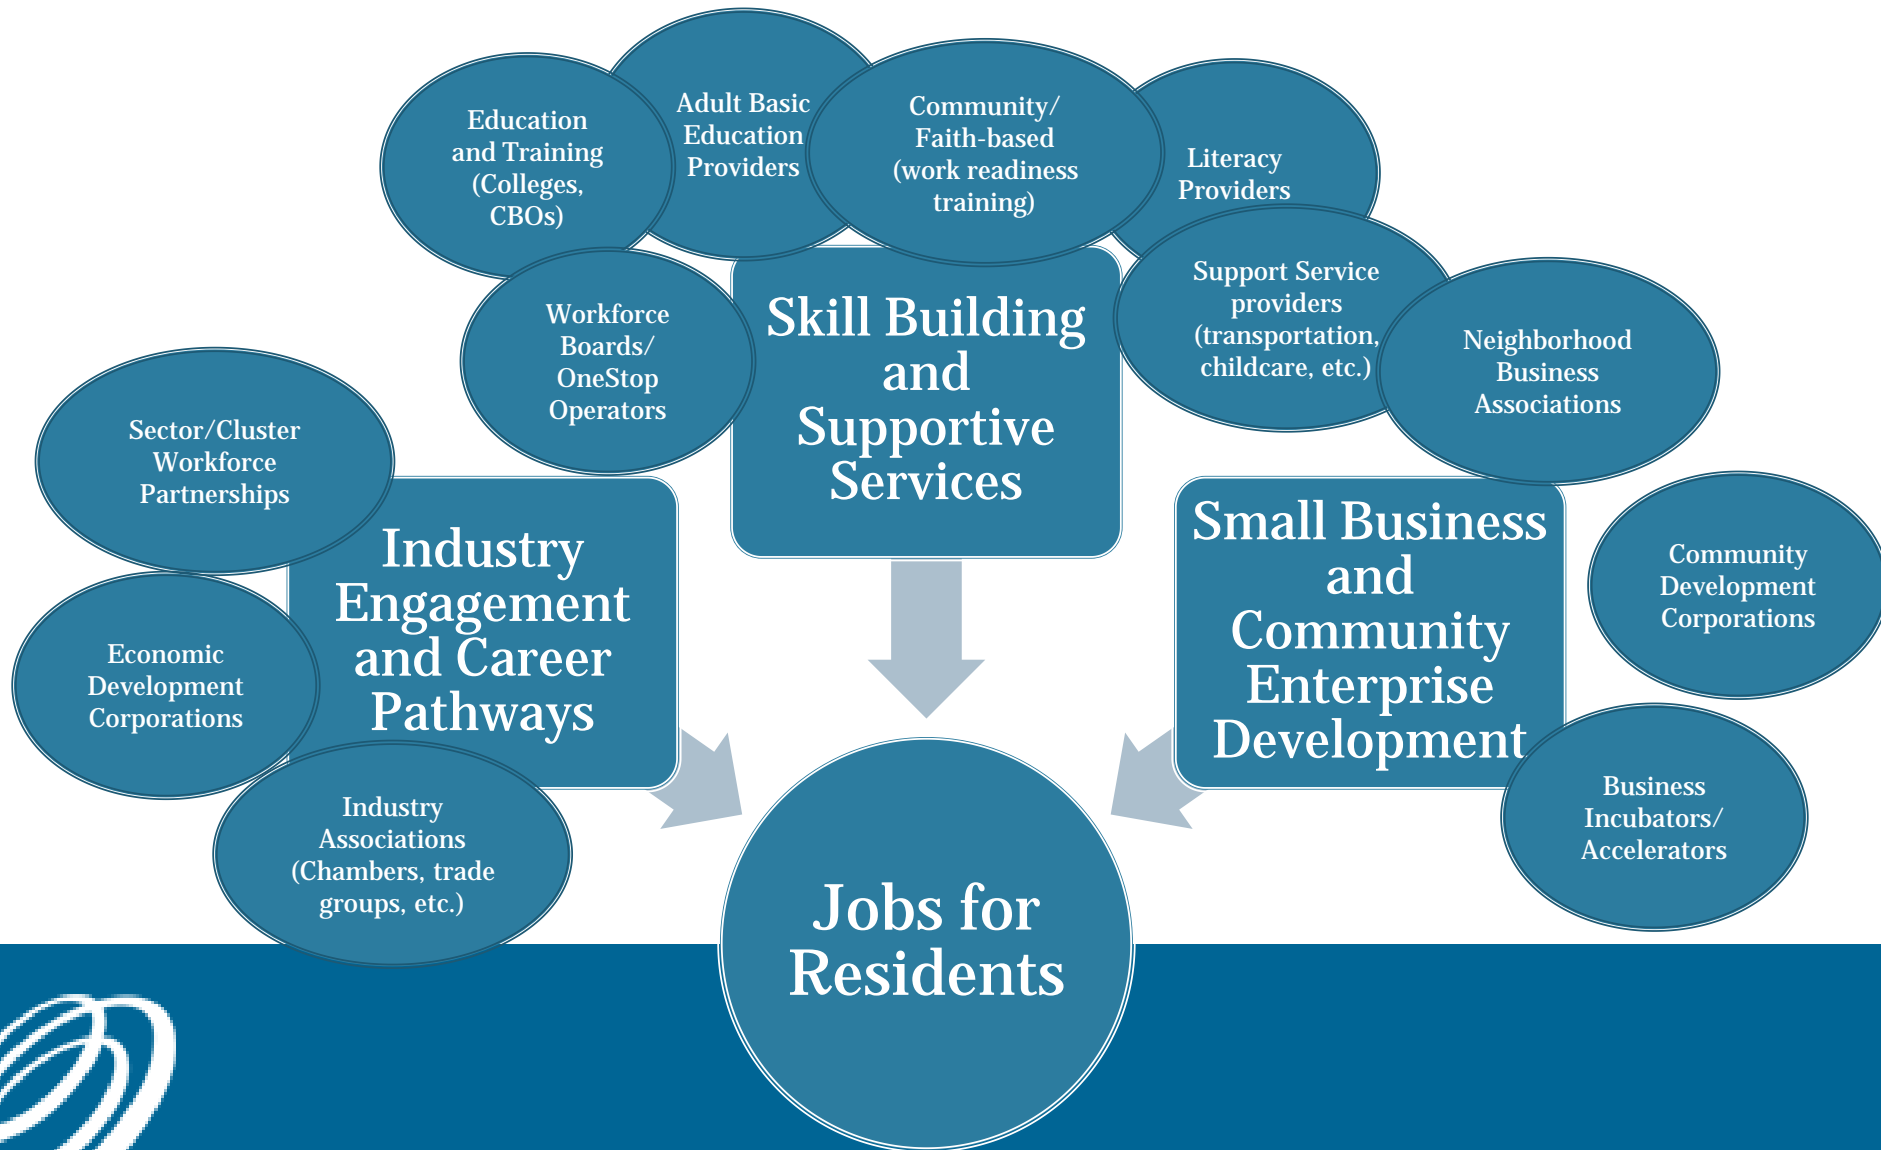 Education
and Training
(Colleges,
CBOs)
Adult Basic
Education
Providers
Community/
Faith-based
(work readiness
training)
Literacy
Providers
Workforce
Boards/
OneStop
Operators
Skill Building
and
Supportive
Services
Support Service
providers
(transportation,
childcare, etc.)
Neighborhood
Business
Associations
Sector/Cluster
Workforce
Partnerships
Industry
Engagement
and Career
Pathways
Small Business
and
Community
Enterprise
Development
Community
Development
Corporations
Economic
Development
Corporations
Industry
Associations
(Chambers, trade
groups, etc.)
Business
Incubators/
Accelerators
Jobs for
Residents